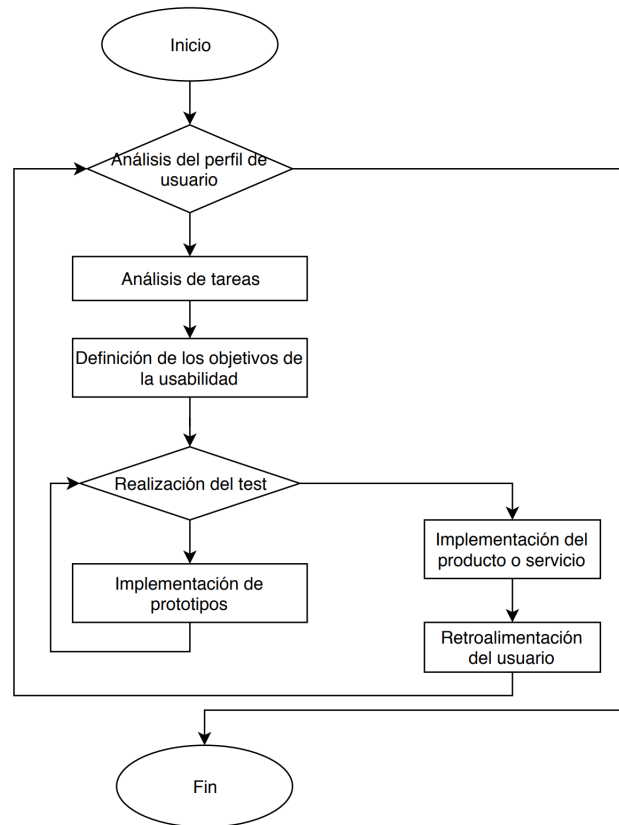 Inicio
Análisis del perfil de
usuario
Análisis de tareas
Definición de los objetivos de
la usabilidad
Realización del test
Implementación de
prototipos
Implementación del
producto o servicio
Retroalimentación
del usuario
Fin